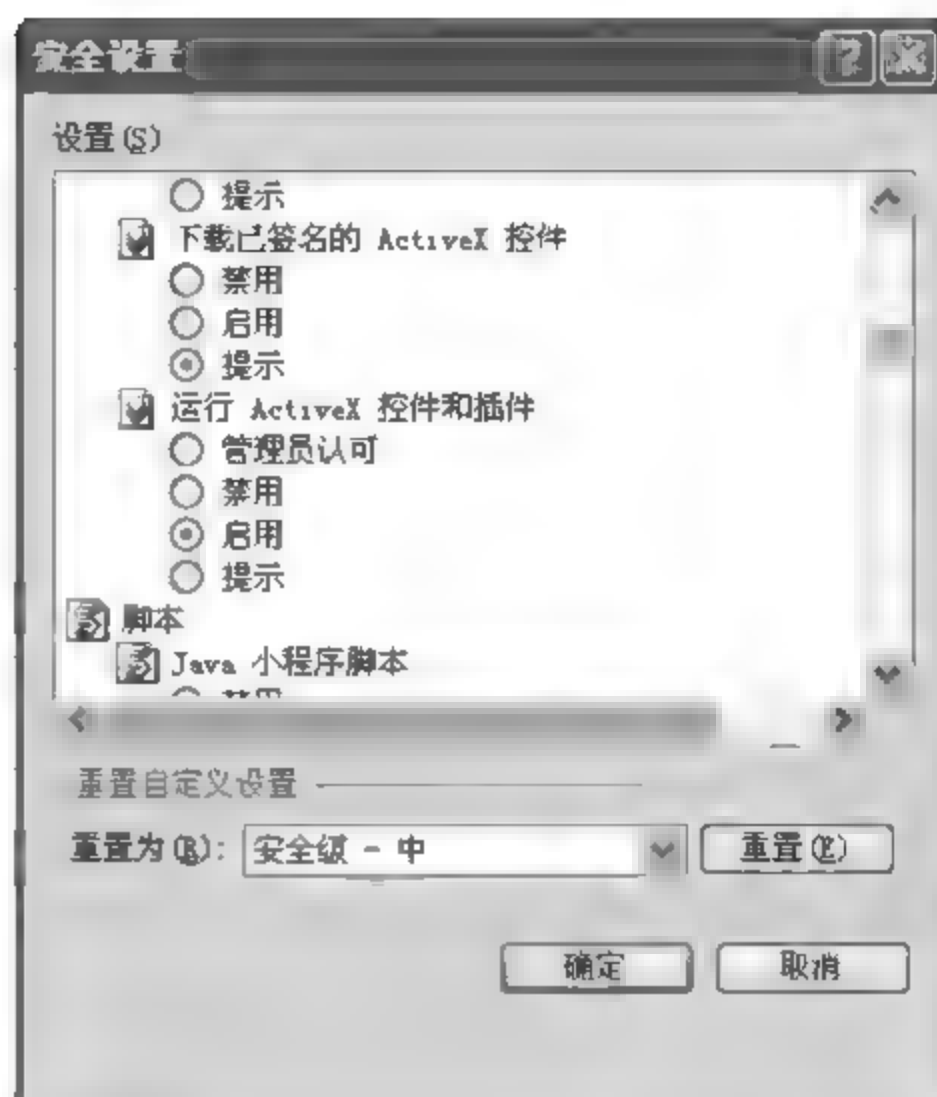 安全设置
设置(S)
提示
下载已签名的 ActiveX 控件
禁用
启用
提示
运行 ActiveX 控件和插件
管理员认可
禁用
启用
提示
脚本
Java 小程序脚本
重置自定义设置
重置为(R): 安全级 - 中 重置(E)
确定 取消